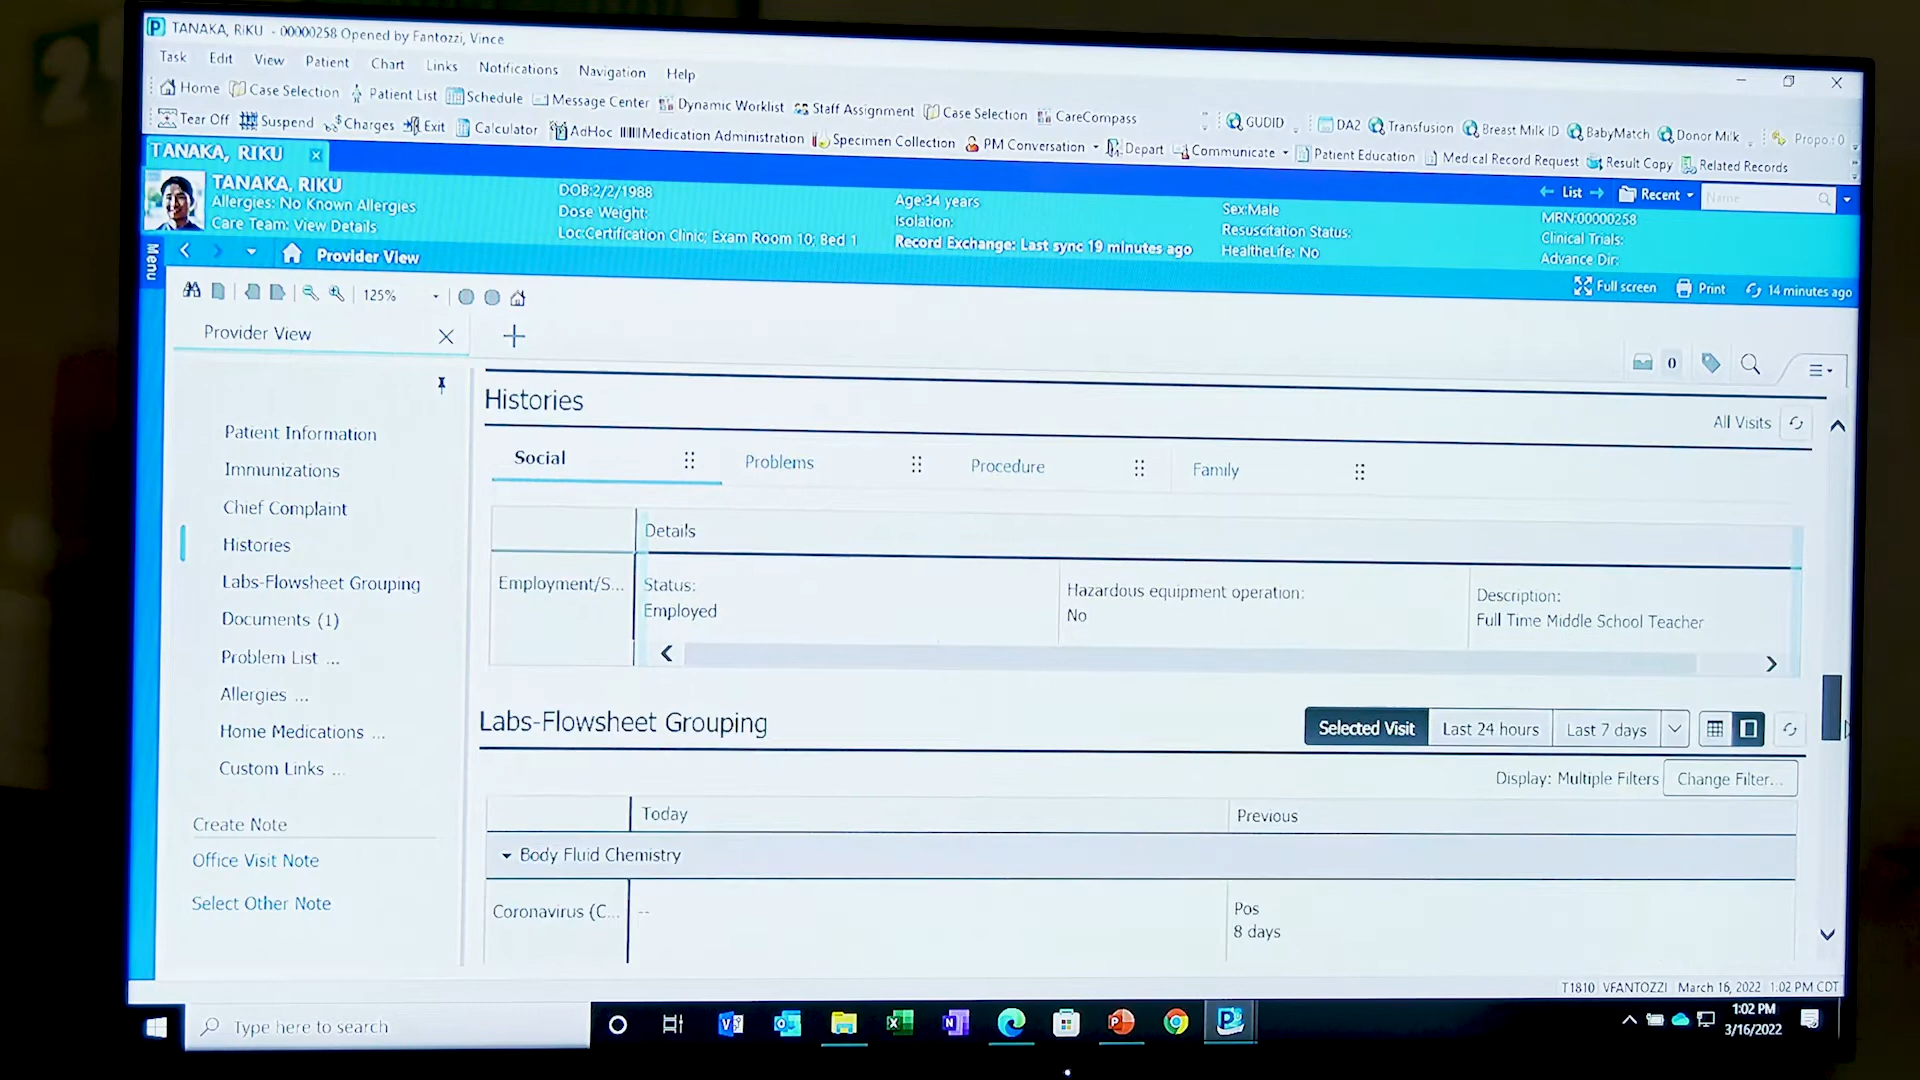 TANAKA, RIKU - 00000258 Opened by Fantozzi, Vince
Task Edit View Patient Chart Links Notifications Navigation Help
Home Case Selection Patient List Schedule Message Center Dynamic Worklist Staff Assignment Case Selection CareCompass GUDID DA2 Transfusion Breast Milk ID BabyMatch Donor Milk Propo.: 0
Tear Off Suspend Charges Exit Calculator AdHoc Medication Administration Specimen Collection PM Conversation Depart Communicate Patient Education Medical Record Request Result Copy Related Records
TANAKA, RIKU
List Recent Name
TANAKA, RIKU DOB:2/2/1988 Age:34 years Sex:Male MRN:00000258
Allergies: No Known Allergies Dose Weight: Isolation: Resuscitation Status: Clinical Trials:
Care Team: View Details Loc:Certification Clinic; Exam Room 10; Bed 1 Record Exchange: Last sync 19 minutes ago HealtheLife: No Advance Dir:
Menu
Provider View Full screen Print 14 minutes ago
125%
Provider View
0
Patient Information
Immunizations
Chief Complaint
Histories
Labs-Flowsheet Grouping
Documents (1)
Problem List ...
Allergies ...
Home Medications ...
Custom Links ...
Create Note
Office Visit Note
Select Other Note
Histories All Visits
Social Problems Procedure Family
Details
Employment/S... Status: Hazardous equipment operation: Description:
Employed No Full Time Middle School Teacher
Labs-Flowsheet Grouping Selected Visit Last 24 hours Last 7 days
Display: Multiple Filters Change Filter...
Today Previous
Body Fluid Chemistry
Coronavirus (C... -- Pos
8 days
T1810 VFANTOZZI March 16, 2022 1:02 PM CDT
Type here to search
1:02 PM
3/16/2022